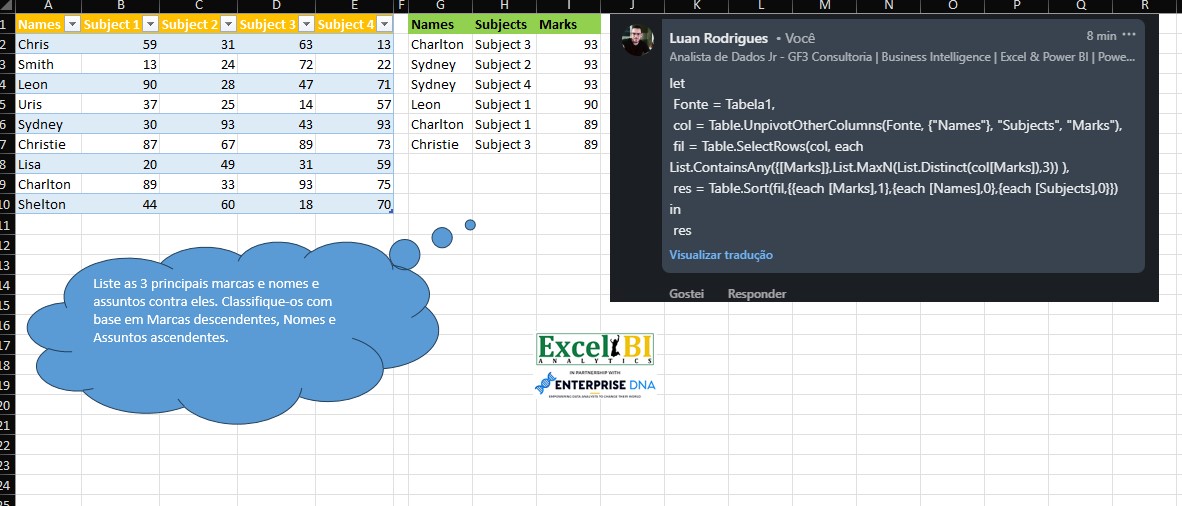 A B C D E F G H I J K L M N O P Q R
1 Names Subject 1 Subject 2 Subject 3 Subject 4 Names Subjects Marks
2 Chris 59 31 63 13 Charlton Subject 3 93
3 Smith 13 24 72 22 Sydney Subject 2 93
4 Leon 90 28 47 71 Sydney Subject 4 93
5 Uris 37 25 14 57 Leon Subject 1 90
6 Sydney 30 93 43 93 Charlton Subject 1 89
7 Christie 87 67 89 73 Christie Subject 3 89
8 Lisa 20 49 31 59
9 Charlton 89 33 93 75
10 Shelton 44 60 18 70
11
12
13
14
15
16
17
18
19
20
21
22
23
24
25
Luan Rodrigues • Você 8 min •••
Analista de Dados Jr - GF3 Consultoria | Business Intelligence | Excel & Power BI | Powe...
let
Fonte = Tabela1,
col = Table.UnpivotOtherColumns(Fonte, {"Names"}, "Subjects", "Marks"),
fil = Table.SelectRows(col, each
List.ContainsAny({[Marks]},List.MaxN(List.Distinct(col[Marks]),3)) ),
res = Table.Sort(fil,{{each [Marks],1},{each [Names],0},{each [Subjects],0}})
in
res
Visualizar tradução
Gostei Responder
Liste as 3 principais marcas e nomes e
assuntos contra eles. Classifique-os com
base em Marcas descendentes, Nomes e
Assuntos ascendentes.
Excel BI
ANALYTICS
IN PARTNERSHIP WITH
ENTERPRISE DNA